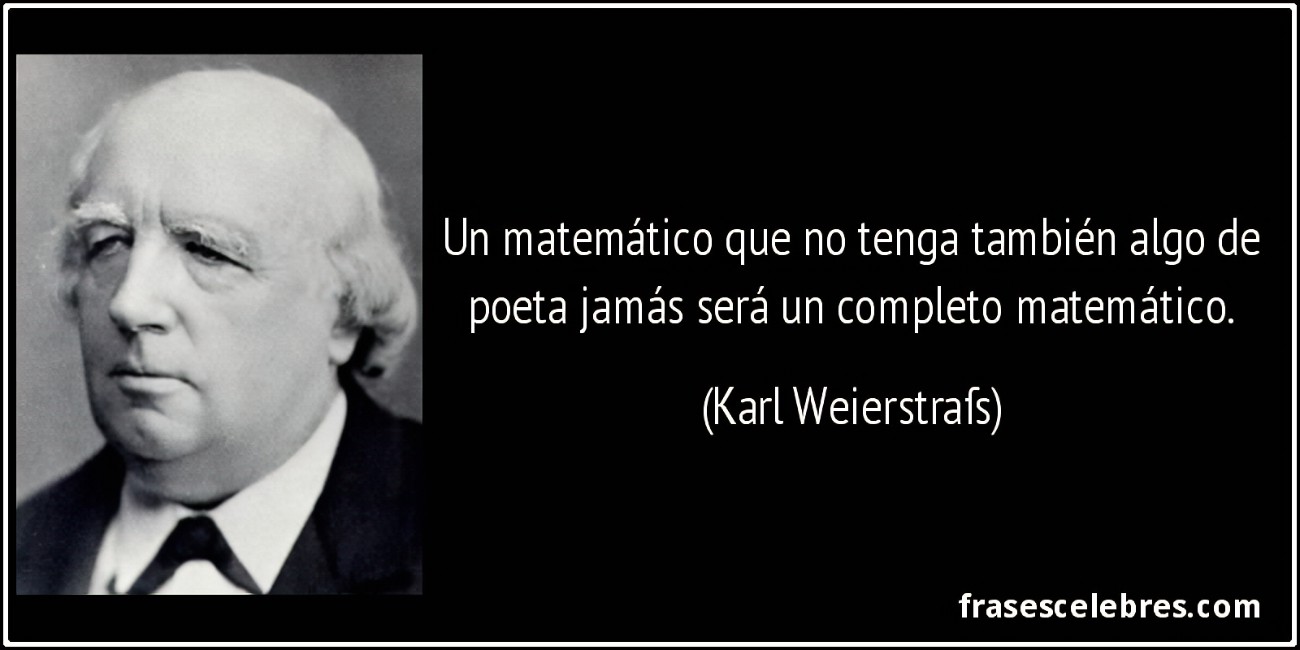 Un matemático que no tenga también algo de
poeta jamás será un completo matemático.
(Karl Weierstraß)
frasescelebres.com